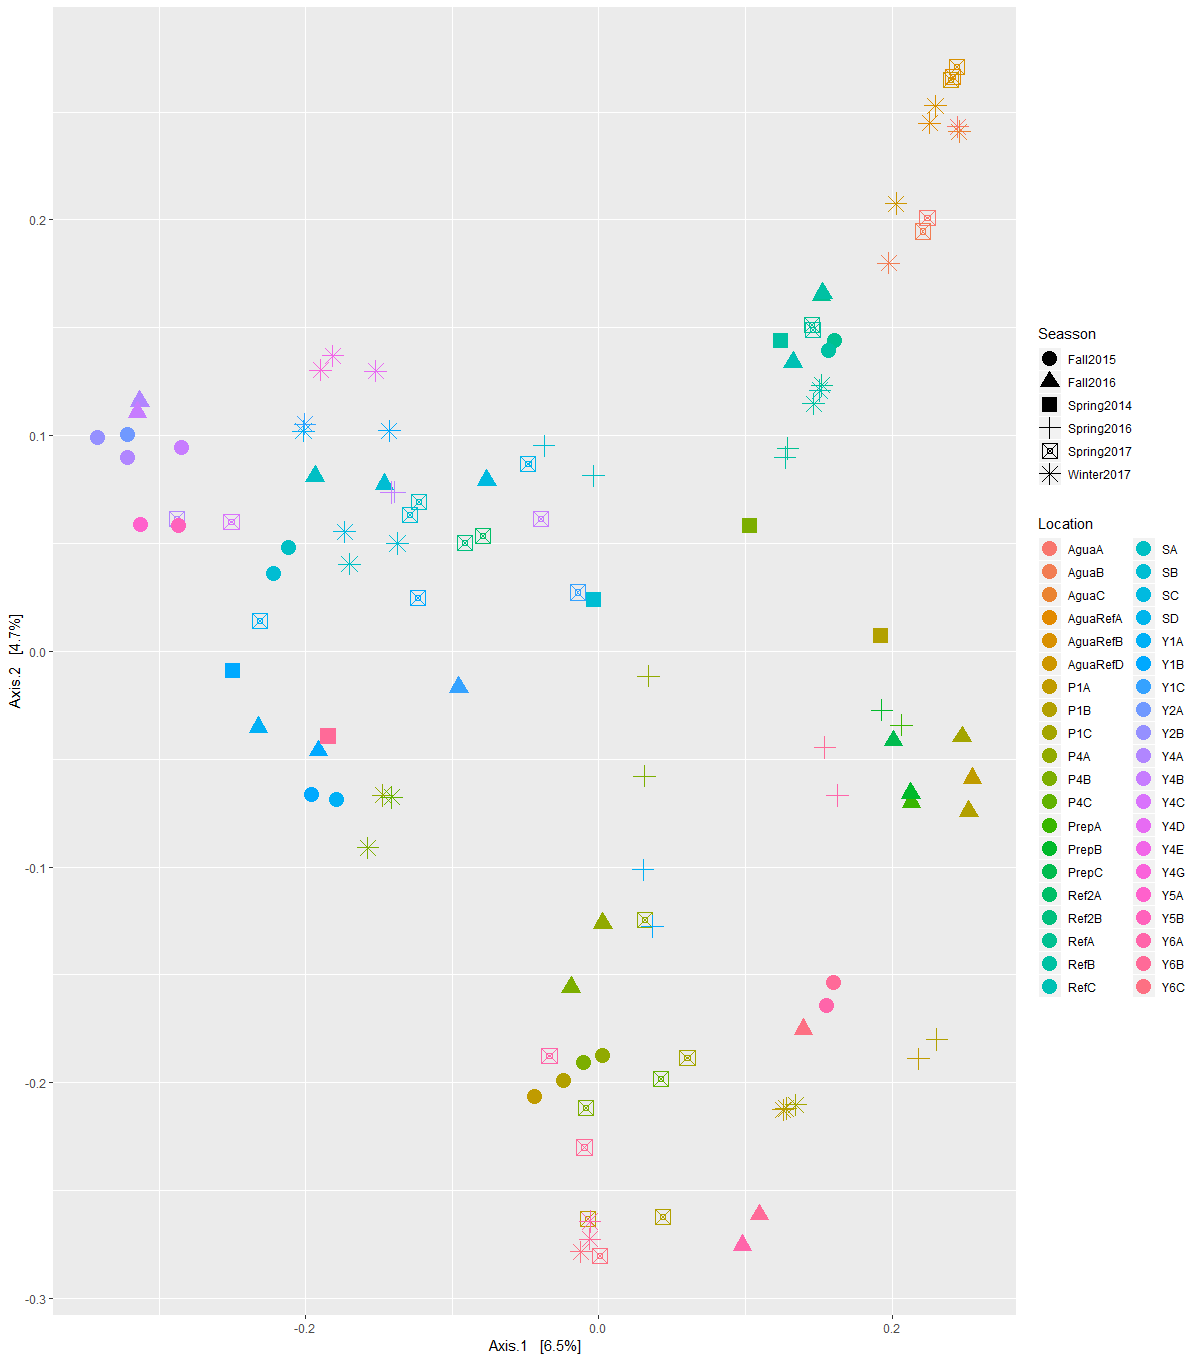 0.2
0.1
0.0
-0.1
-0.2
-0.3
Axis.2 [4.7%]
-0.2
0.0
0.2
Axis.1 [6.5%]
Seasson
Fall2015
Fall2016
Spring2014
Spring2016
Spring2017
Winter2017
Location
AguaA
AguaB
AguaC
AguaRefA
AguaRefB
AguaRefD
P1A
P1B
P1C
P4A
P4B
P4C
PrepA
PrepB
PrepC
Ref2A
Ref2B
RefA
RefB
RefC
SA
SB
SC
SD
Y1A
Y1B
Y1C
Y2A
Y2B
Y4A
Y4B
Y4C
Y4D
Y4E
Y4G
Y5A
Y5B
Y6A
Y6B
Y6C